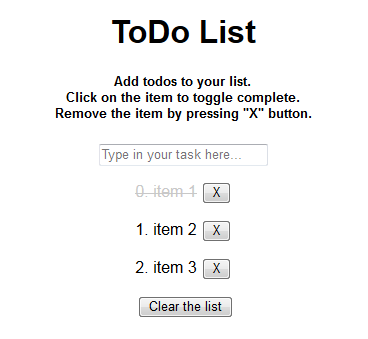 ToDo List
Add todos to your list.
Click on the item to toggle complete.
Remove the item by pressing "X" button.
Type in your task here...
0. item 1 X
1. item 2 X
2. item 3 X
Clear the list